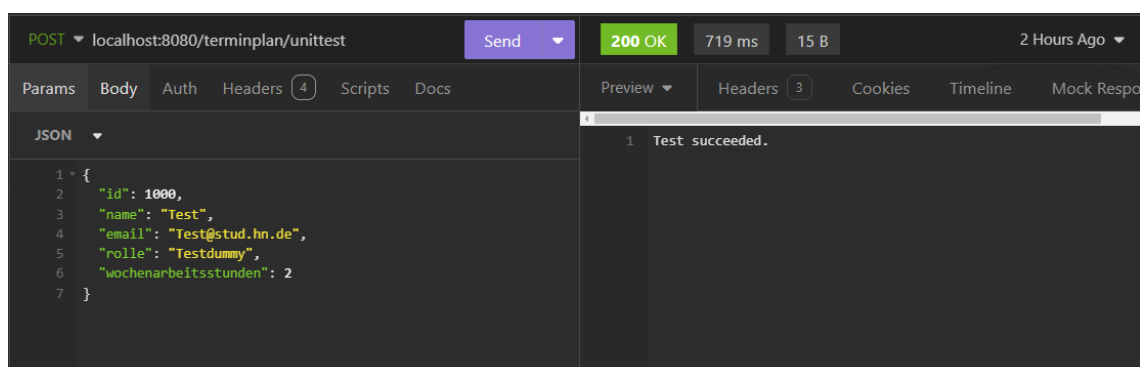 POST localhost:8080/terminplan/unittest Send 200 OK 719 ms 15 B 2 Hours Ago
Params Body Auth Headers 4 Scripts Docs Preview Headers 3 Cookies Timeline Mock Respo
JSON
1 {
2 "id": 1000,
3 "name": "Test",
4 "email": "Test@stud.hn.de",
5 "rolle": "Testdummy",
6 "wochenarbeitsstunden": 2
7 }
1 Test succeeded.